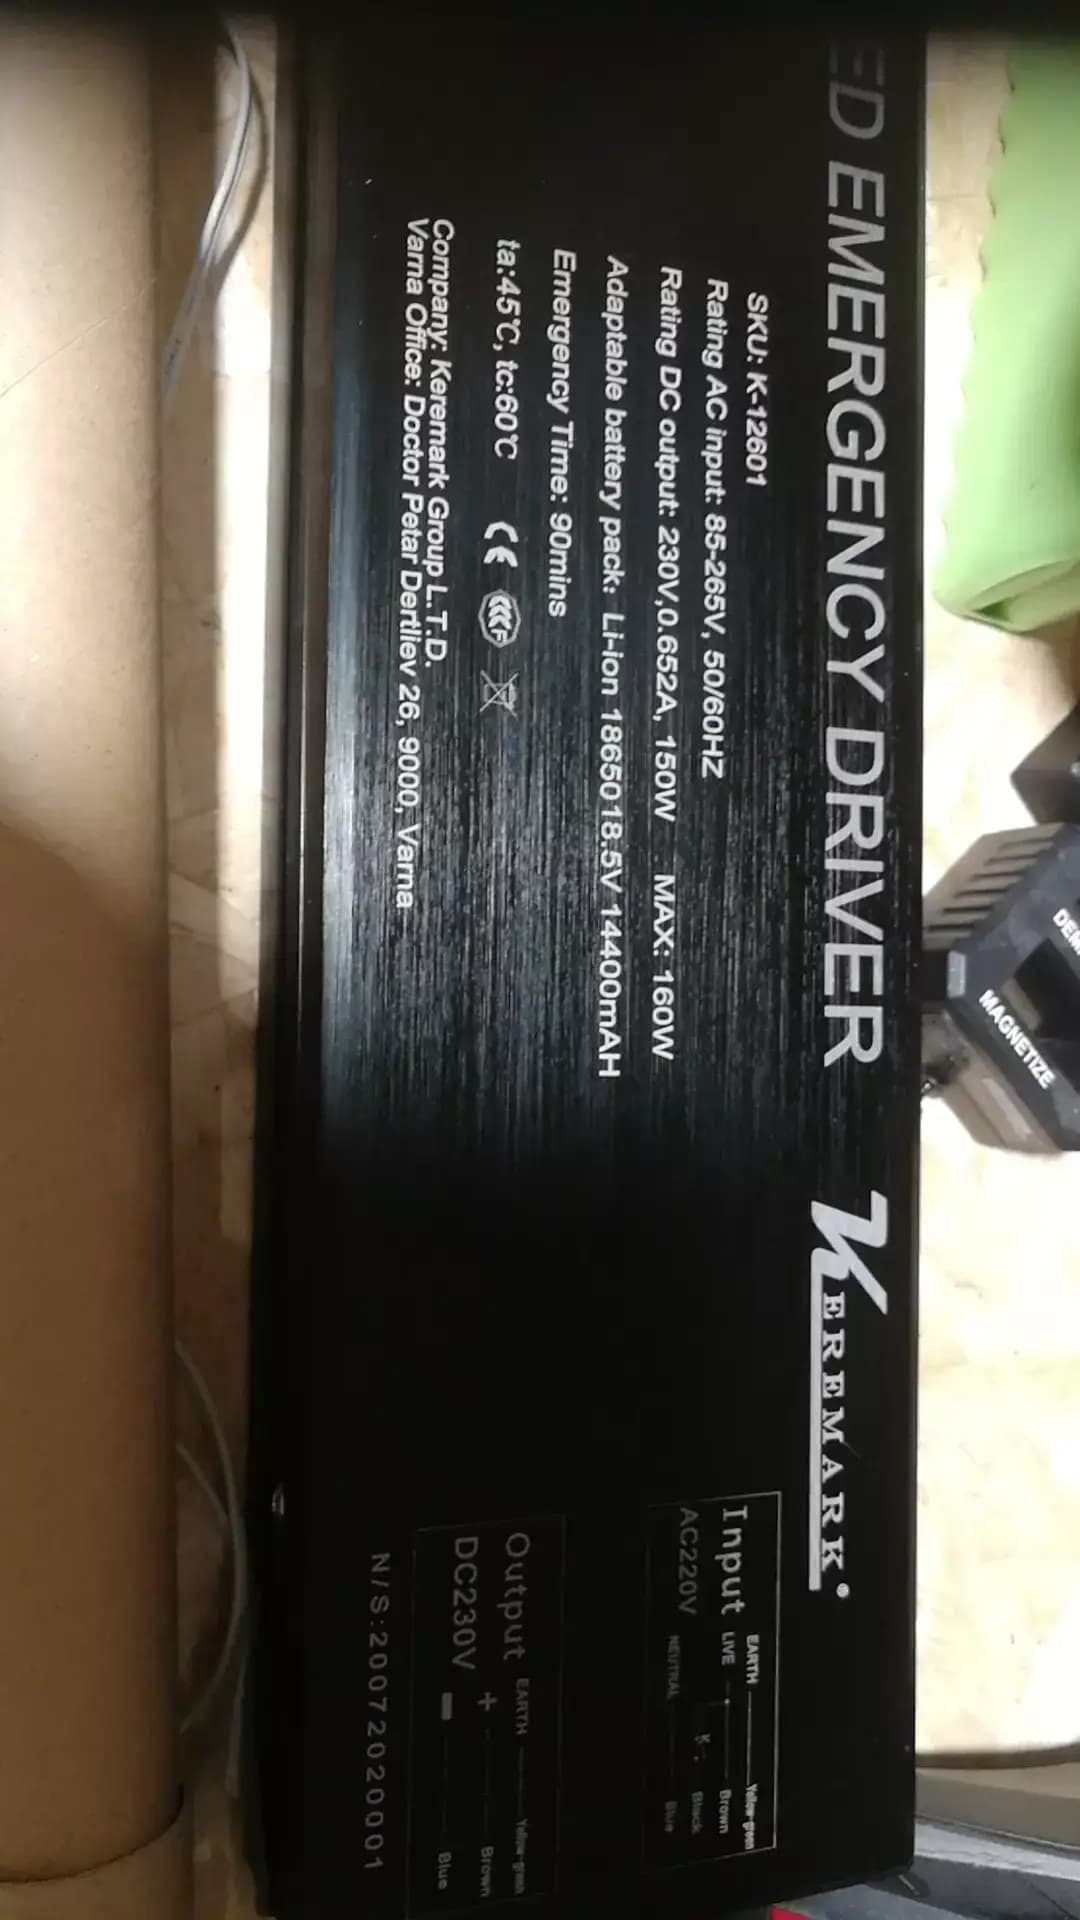 ED EMERGENCY DRIVER
KEREMARK®
SKU: K-12601
Rating AC input: 85-265V, 50/60HZ
Rating DC output: 230V,0.652A, 150W MAX: 160W
Adaptable battery pack: Li-ion 18650 18.5V 14400mAH
Emergency Time: 90mins
ta:45℃, tc:60℃ CE F
Company: Keremark Group L.T.D.
Varna Office: Doctor Petar Dertliev 26, 9000, Varna
Input EARTH Yellow-green
LIVE Brown
AC220V K Black
NEUTRAL Blue
Output EARTH Yellow-green
DC230V + Brown
- Blue
N/S:20072020001
DEM
MAGNETIZE